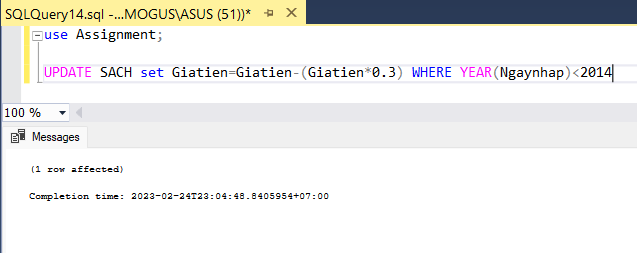 SQLQuery14.sql -...MOGUS\ASUS (51))*
use Assignment;
UPDATE SACH set Giatien=Giatien-(Giatien*0.3) WHERE YEAR(Ngaynhap)<2014
100 %
Messages
(1 row affected)
Completion time: 2023-02-24T23:04:48.8405954+07:00